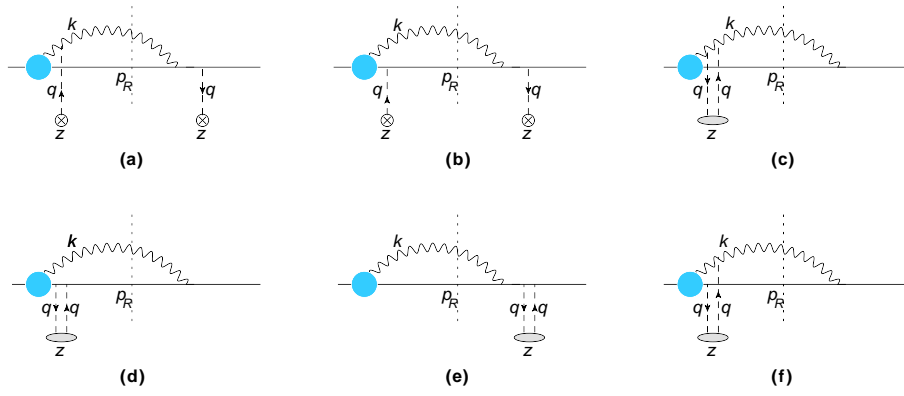 k k k
p_R p_R p_R
q q q q q q
z z z
(a) (b) (c)
k k k
q q p_R p_R q q q q p_R
z z z
(d) (e) (f)